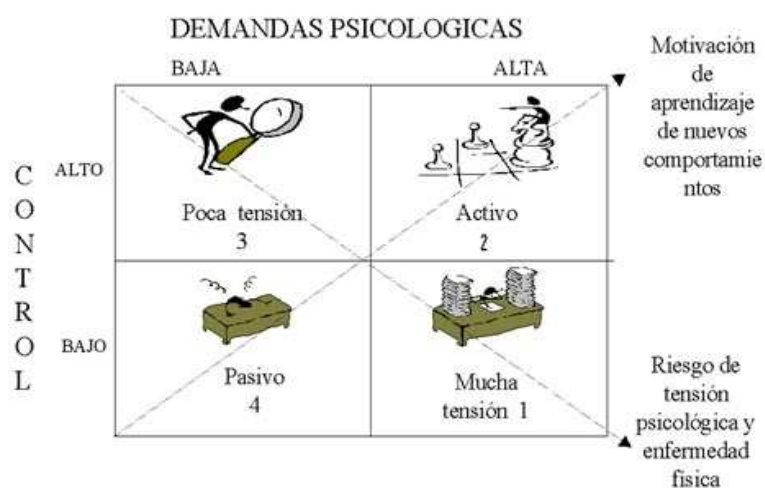 DEMANDAS PSICOLOGICAS
BAJA
ALTA
Motivación
de
aprendizaje
de nuevos
comportamie
ntos
CONTROL
ALTO
Poca tensión
3
Activo
2
BAJO
Pasivo
4
Mucha
tensión 1
Riesgo de
tensión
psicológica y
enfermedad
física